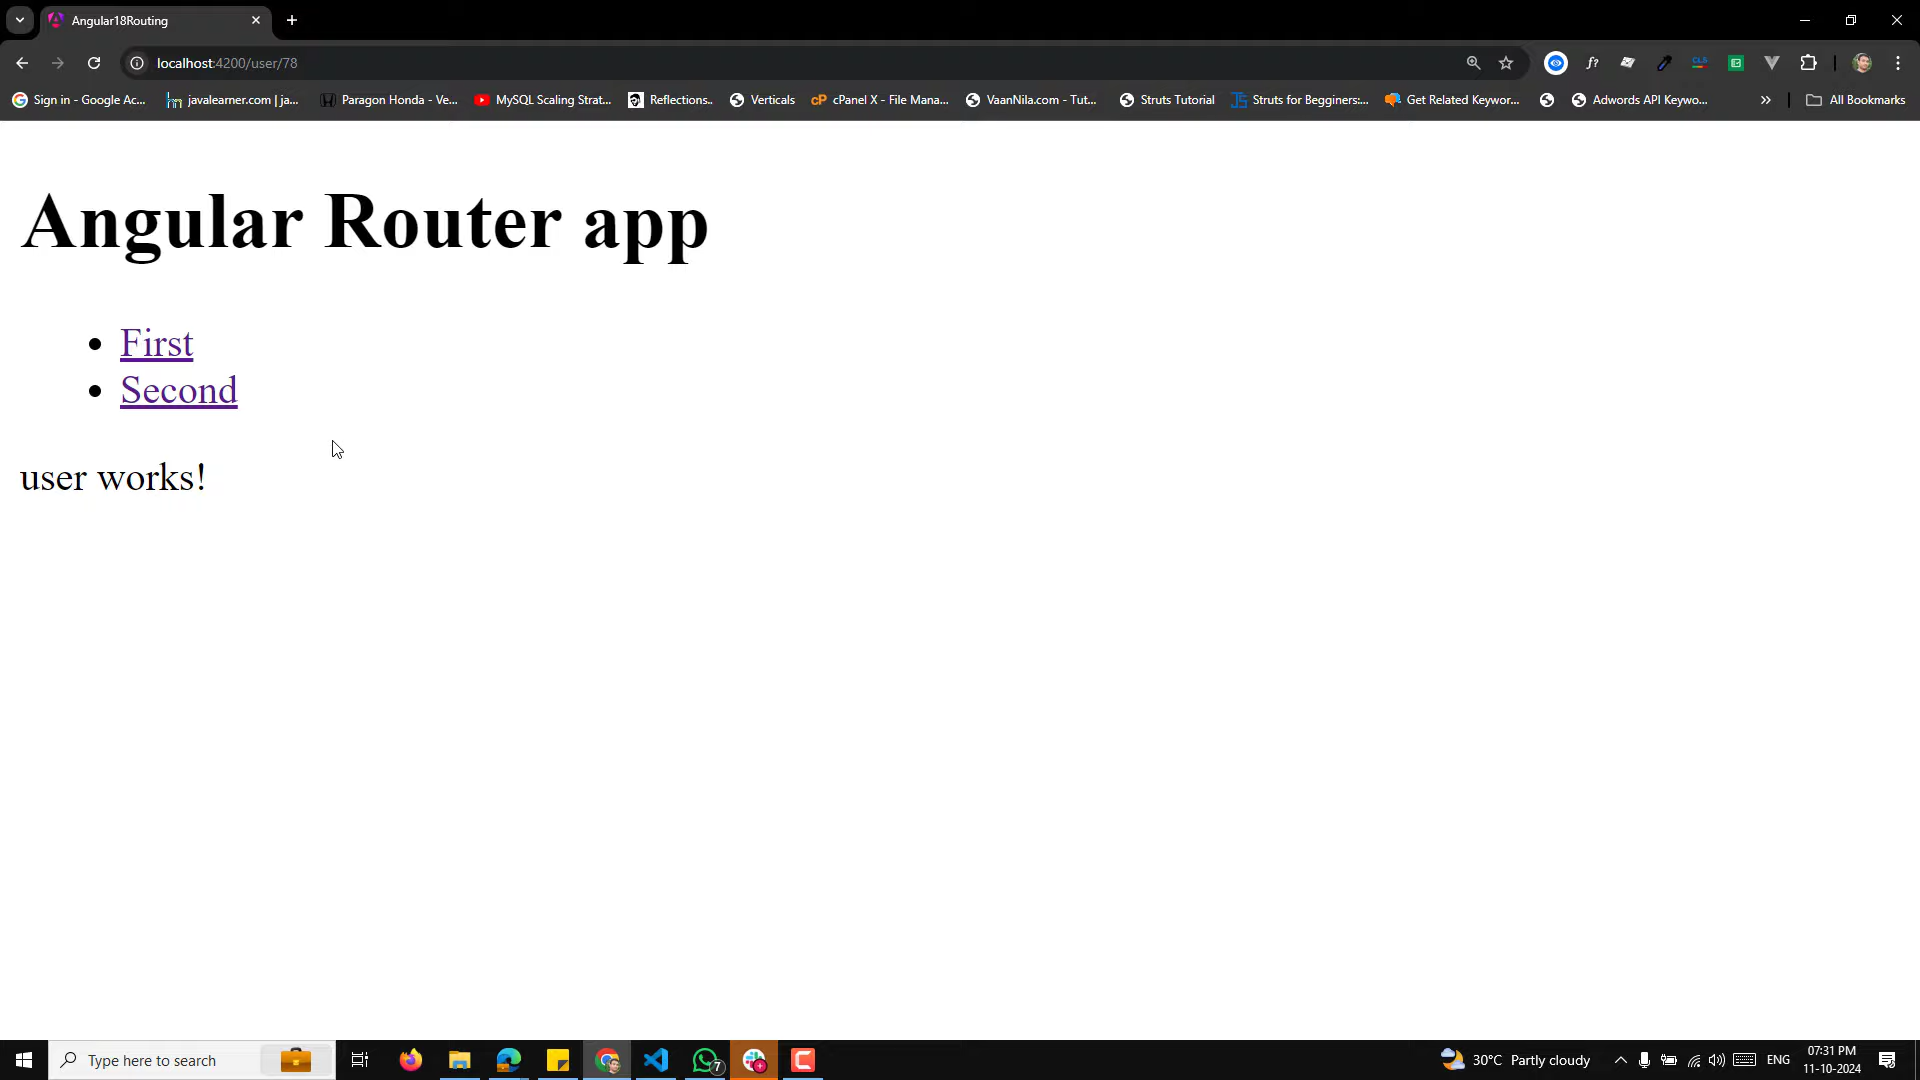 Angular18Routing
localhost:4200/user/78
Sign in - Google Ac...
javalearner.com | ja...
Paragon Honda - Ve...
MySQL Scaling Strat...
Reflections..
Verticals
cPanel X - File Mana...
VaanNila.com - Tut...
Struts Tutorial
Struts for Begginers:...
Get Related Keywor...
Adwords API Keywo...
All Bookmarks
Angular Router app
First
Second
user works!
Type here to search
7
30°C Partly cloudy
ENG
07:31 PM
11-10-2024